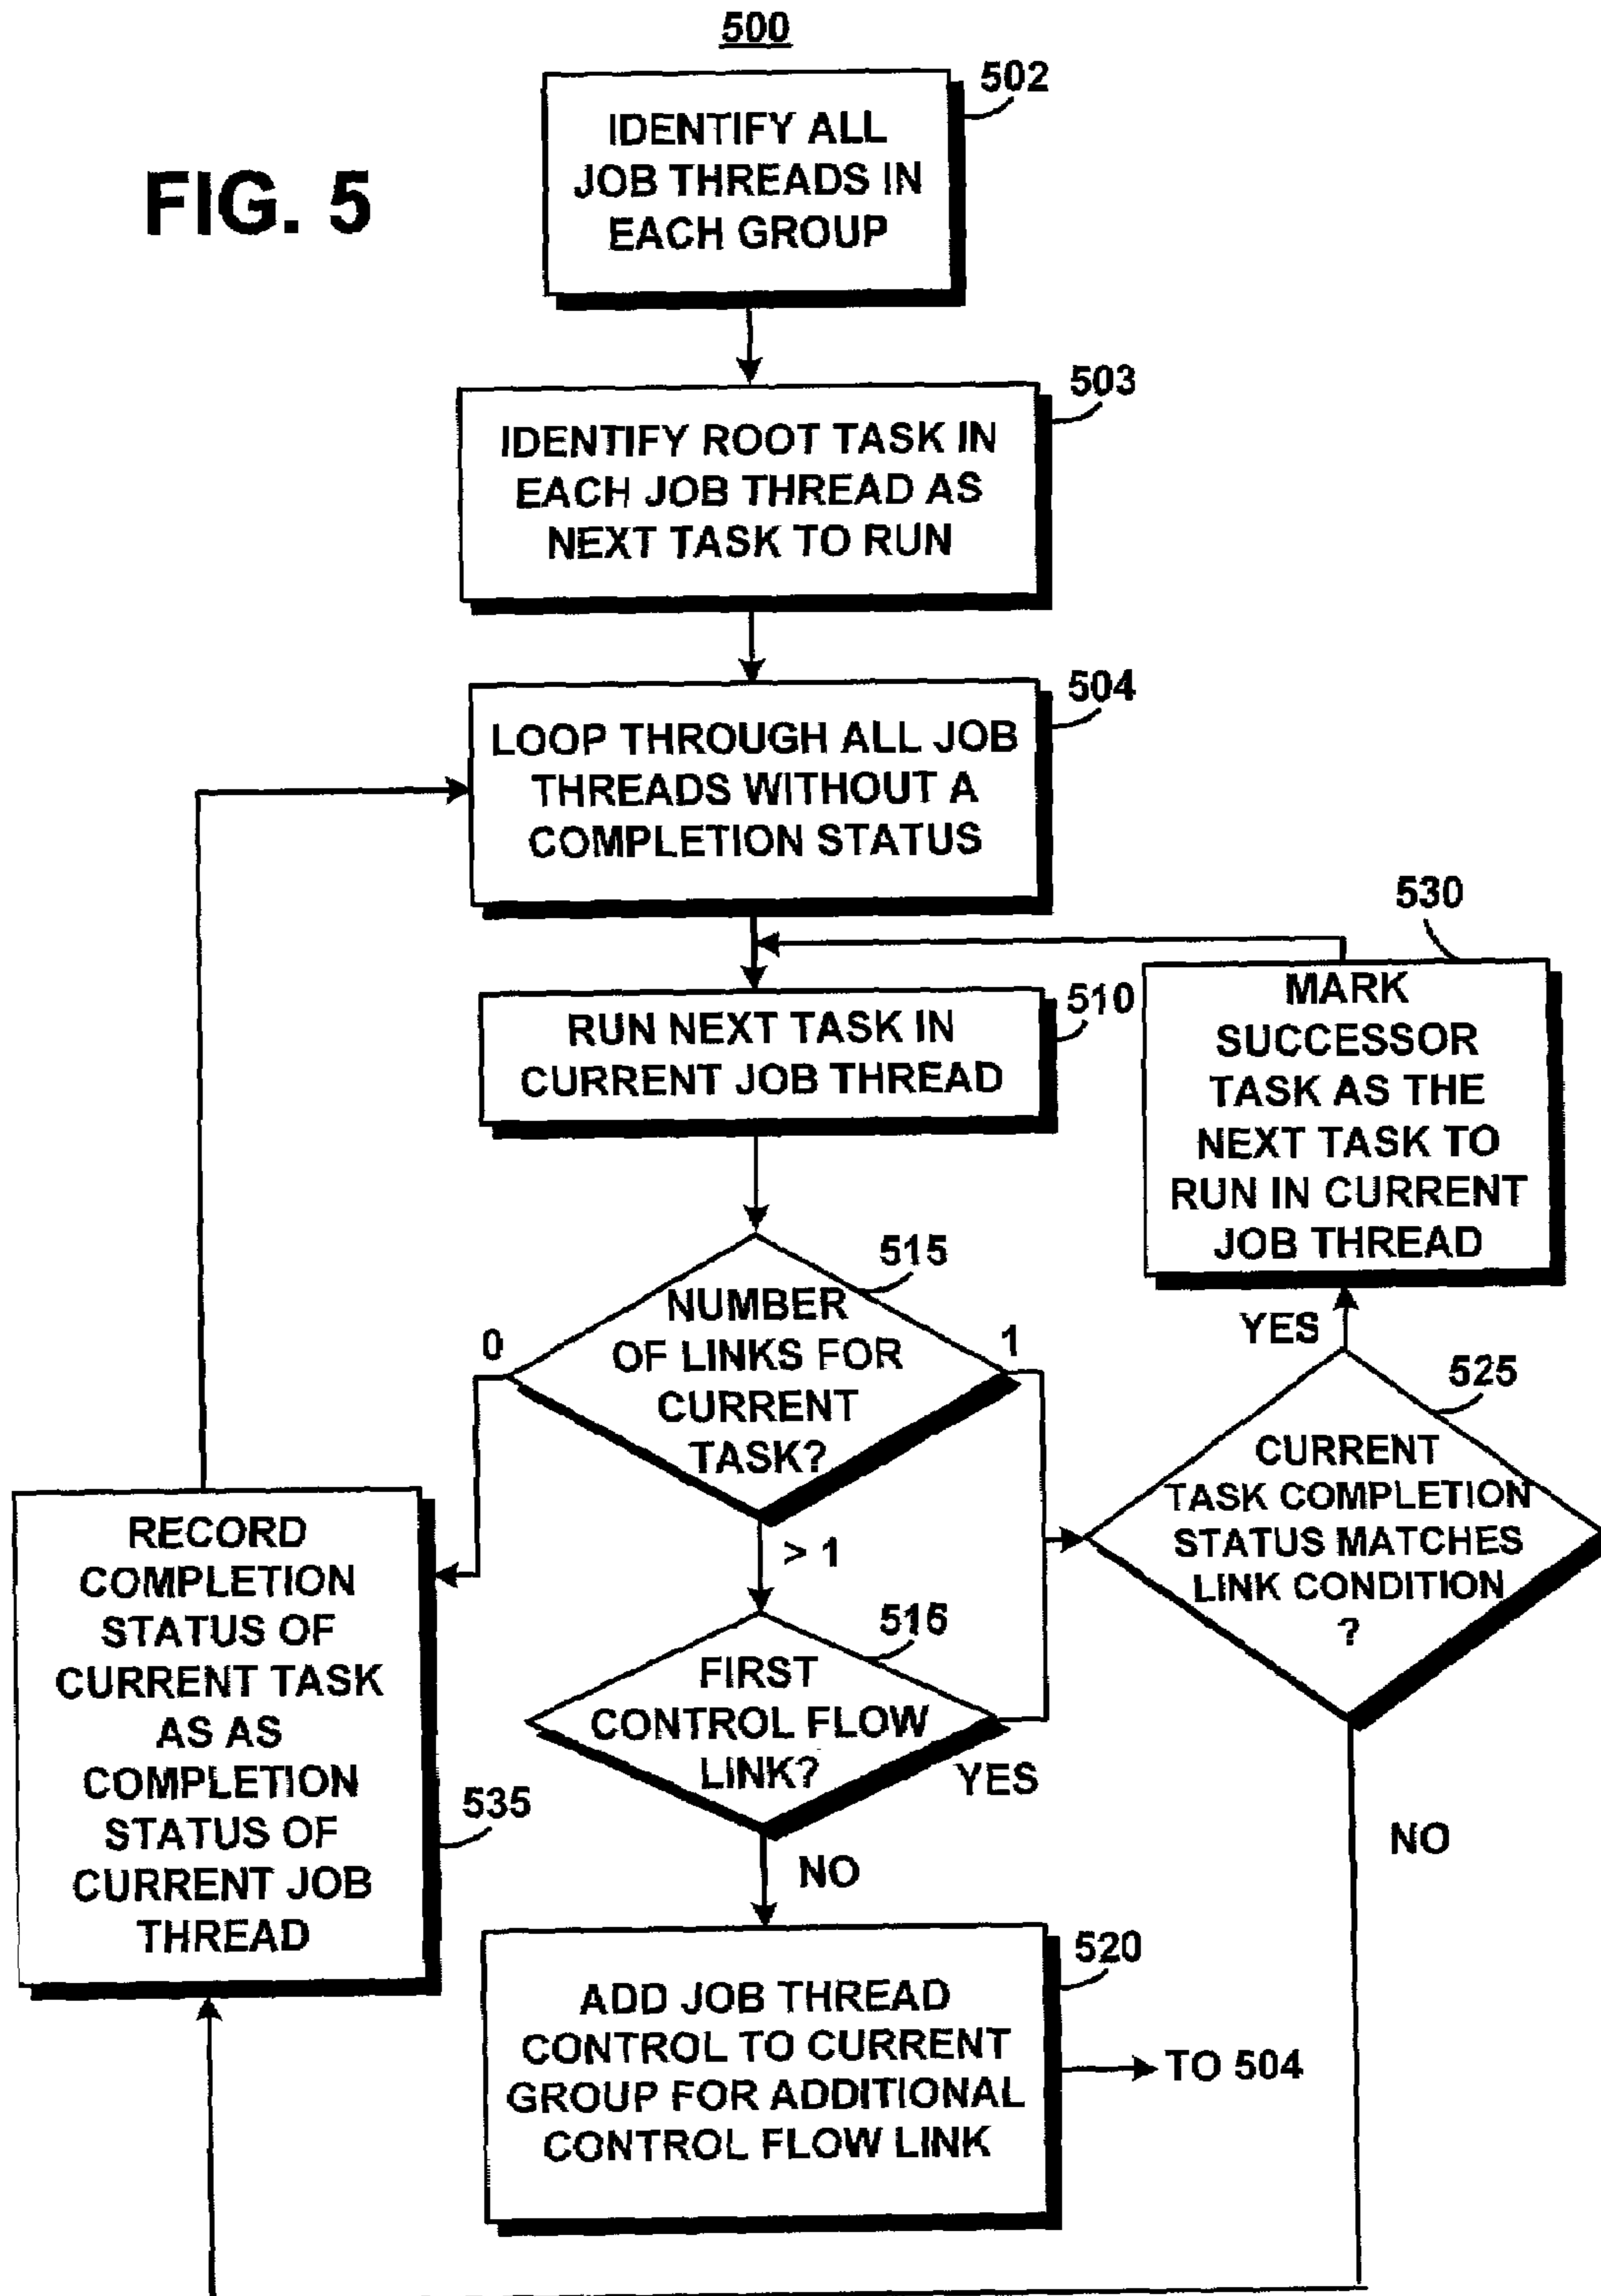 500
502
IDENTIFY ALL
JOB THREADS IN
EACH GROUP
FIG. 5
503
IDENTIFY ROOT TASK IN
EACH JOB THREAD AS
NEXT TASK TO RUN
504
LOOP THROUGH ALL JOB
THREADS WITHOUT A
COMPLETION STATUS
530
MARK
SUCCESSOR
TASK AS THE
NEXT TASK TO
RUN IN CURRENT
JOB THREAD
510
RUN NEXT TASK IN
CURRENT JOB THREAD
515
NUMBER
OF LINKS FOR
CURRENT
TASK?
0
1
> 1
YES
525
CURRENT
TASK COMPLETION
STATUS MATCHES
LINK CONDITION
?
NO
516
FIRST
CONTROL FLOW
LINK?
YES
NO
RECORD
COMPLETION
STATUS OF
CURRENT TASK
AS AS
COMPLETION
STATUS OF
CURRENT JOB
THREAD
535
520
ADD JOB THREAD
CONTROL TO CURRENT
GROUP FOR ADDITIONAL
CONTROL FLOW LINK
TO 504